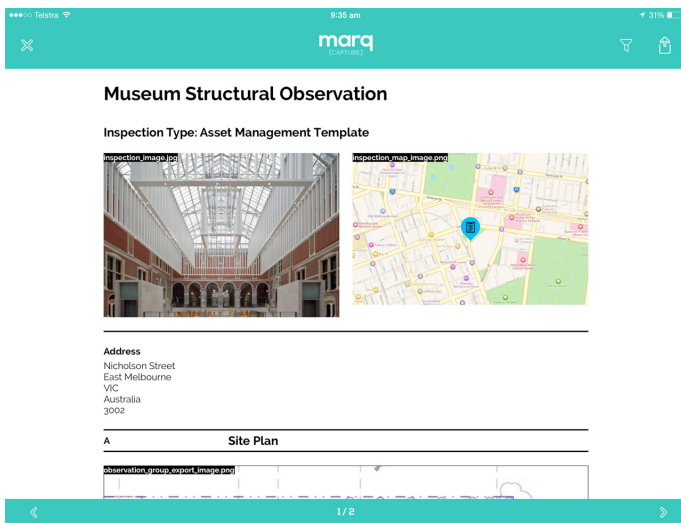 Telstra
9:35 am
31%
marq
[CAPTURE]
Museum Structural Observation
Inspection Type: Asset Management Template
inspection_image.jpg
inspection_map_image.png
Address
Nicholson Street
East Melbourne
VIC
Australia
3002
A Site Plan
observation_group_export_image.png
1/2